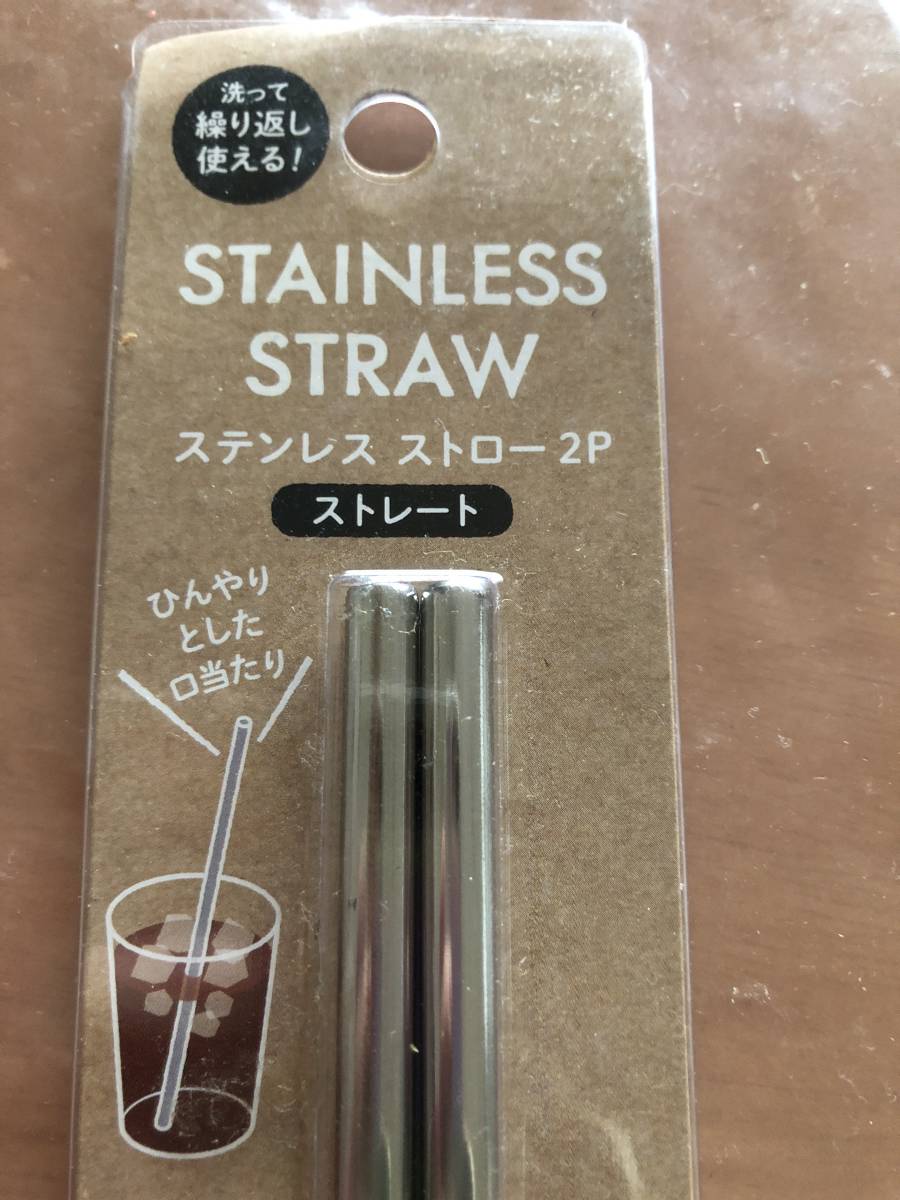 洗って
繰り返し
使える!
STAINLESS
STRAW
ステンレス ストロー 2P
ストレート
ひんやり
とした
口当たり